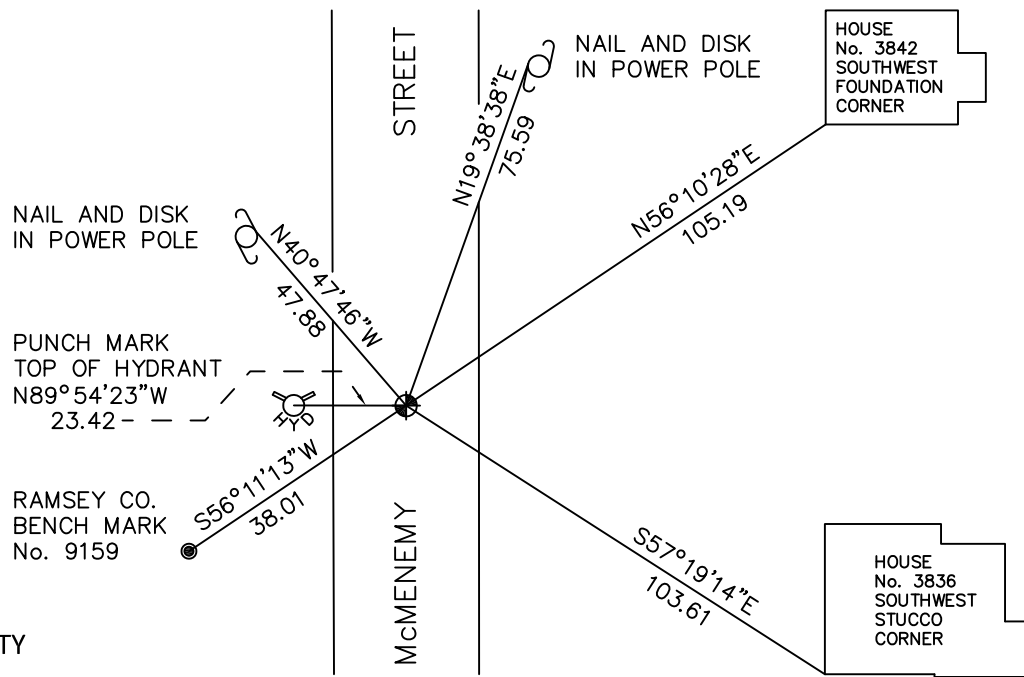 STREET
NAIL AND DISK
IN POWER POLE
HOUSE
No. 3842
SOUTHWEST
FOUNDATION
CORNER
N19°38'38"E
75.59
N56°10'28"E
105.19
NAIL AND DISK
IN POWER POLE
N40°47'46"W
47.88
PUNCH MARK
TOP OF HYDRANT
N89°54'23"W
23.42
HYD
S56°11'13"W
38.01
RAMSEY CO.
BENCH MARK
No. 9159
McMENEMY
S57°19'14"E
103.61
HOUSE
No. 3836
SOUTHWEST
STUCCO
CORNER
TY